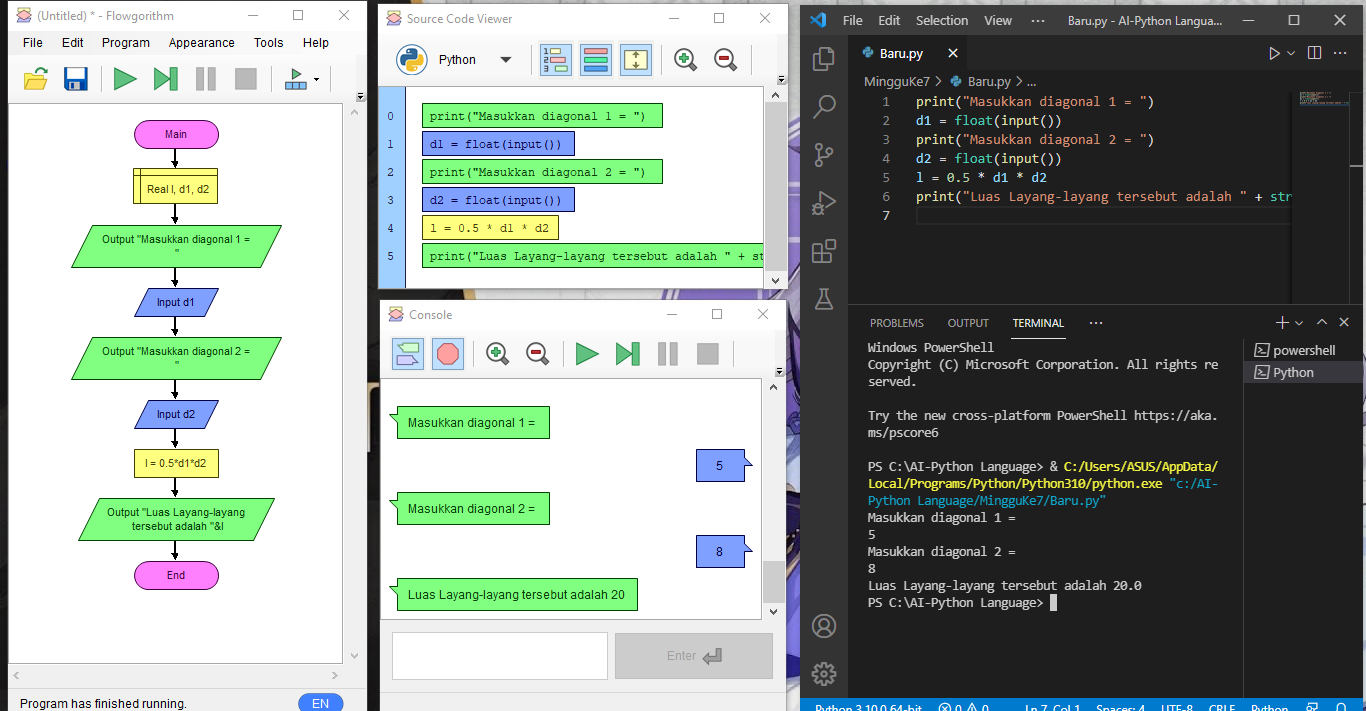 (Untitled) * - Flowgorithm
File Edit Program Appearance Tools Help
Main
Real l, d1, d2
Output "Masukkan diagonal 1 =
"
Input d1
Output "Masukkan diagonal 2 =
"
Input d2
l = 0.5*d1*d2
Output "Luas Layang-layang
tersebut adalah "&l
End
Program has finished running.
EN
Source Code Viewer
Python
0 print("Masukkan diagonal 1 = ")
1 d1 = float(input())
2 print("Masukkan diagonal 2 = ")
3 d2 = float(input())
4 l = 0.5 * d1 * d2
5 print("Luas Layang-layang tersebut adalah " + st
Console
Masukkan diagonal 1 =
5
Masukkan diagonal 2 =
8
Luas Layang-layang tersebut adalah 20
Enter
File Edit Selection View ··· Baru.py - AI-Python Langua...
Baru.py
MingguKe7 > Baru.py > ...
1 print("Masukkan diagonal 1 = ")
2 d1 = float(input())
3 print("Masukkan diagonal 2 = ")
4 d2 = float(input())
5 l = 0.5 * d1 * d2
6 print("Luas Layang-layang tersebut adalah " + str
7
PROBLEMS OUTPUT TERMINAL ···
powershell
Python
Windows PowerShell
Copyright (C) Microsoft Corporation. All rights re
served.
Try the new cross-platform PowerShell https://aka.
ms/pscore6
PS C:\AI-Python Language> & C:/Users/ASUS/AppData/
Local/Programs/Python/Python310/python.exe "c:/AI-
Python Language/MingguKe7/Baru.py"
Masukkan diagonal 1 =
5
Masukkan diagonal 2 =
8
Luas Layang-layang tersebut adalah 20.0
PS C:\AI-Python Language>
Python 3.10.0 64-bit 0 0 Ln 7, Col 1 Spaces: 4 UTF-8 CRLF Python